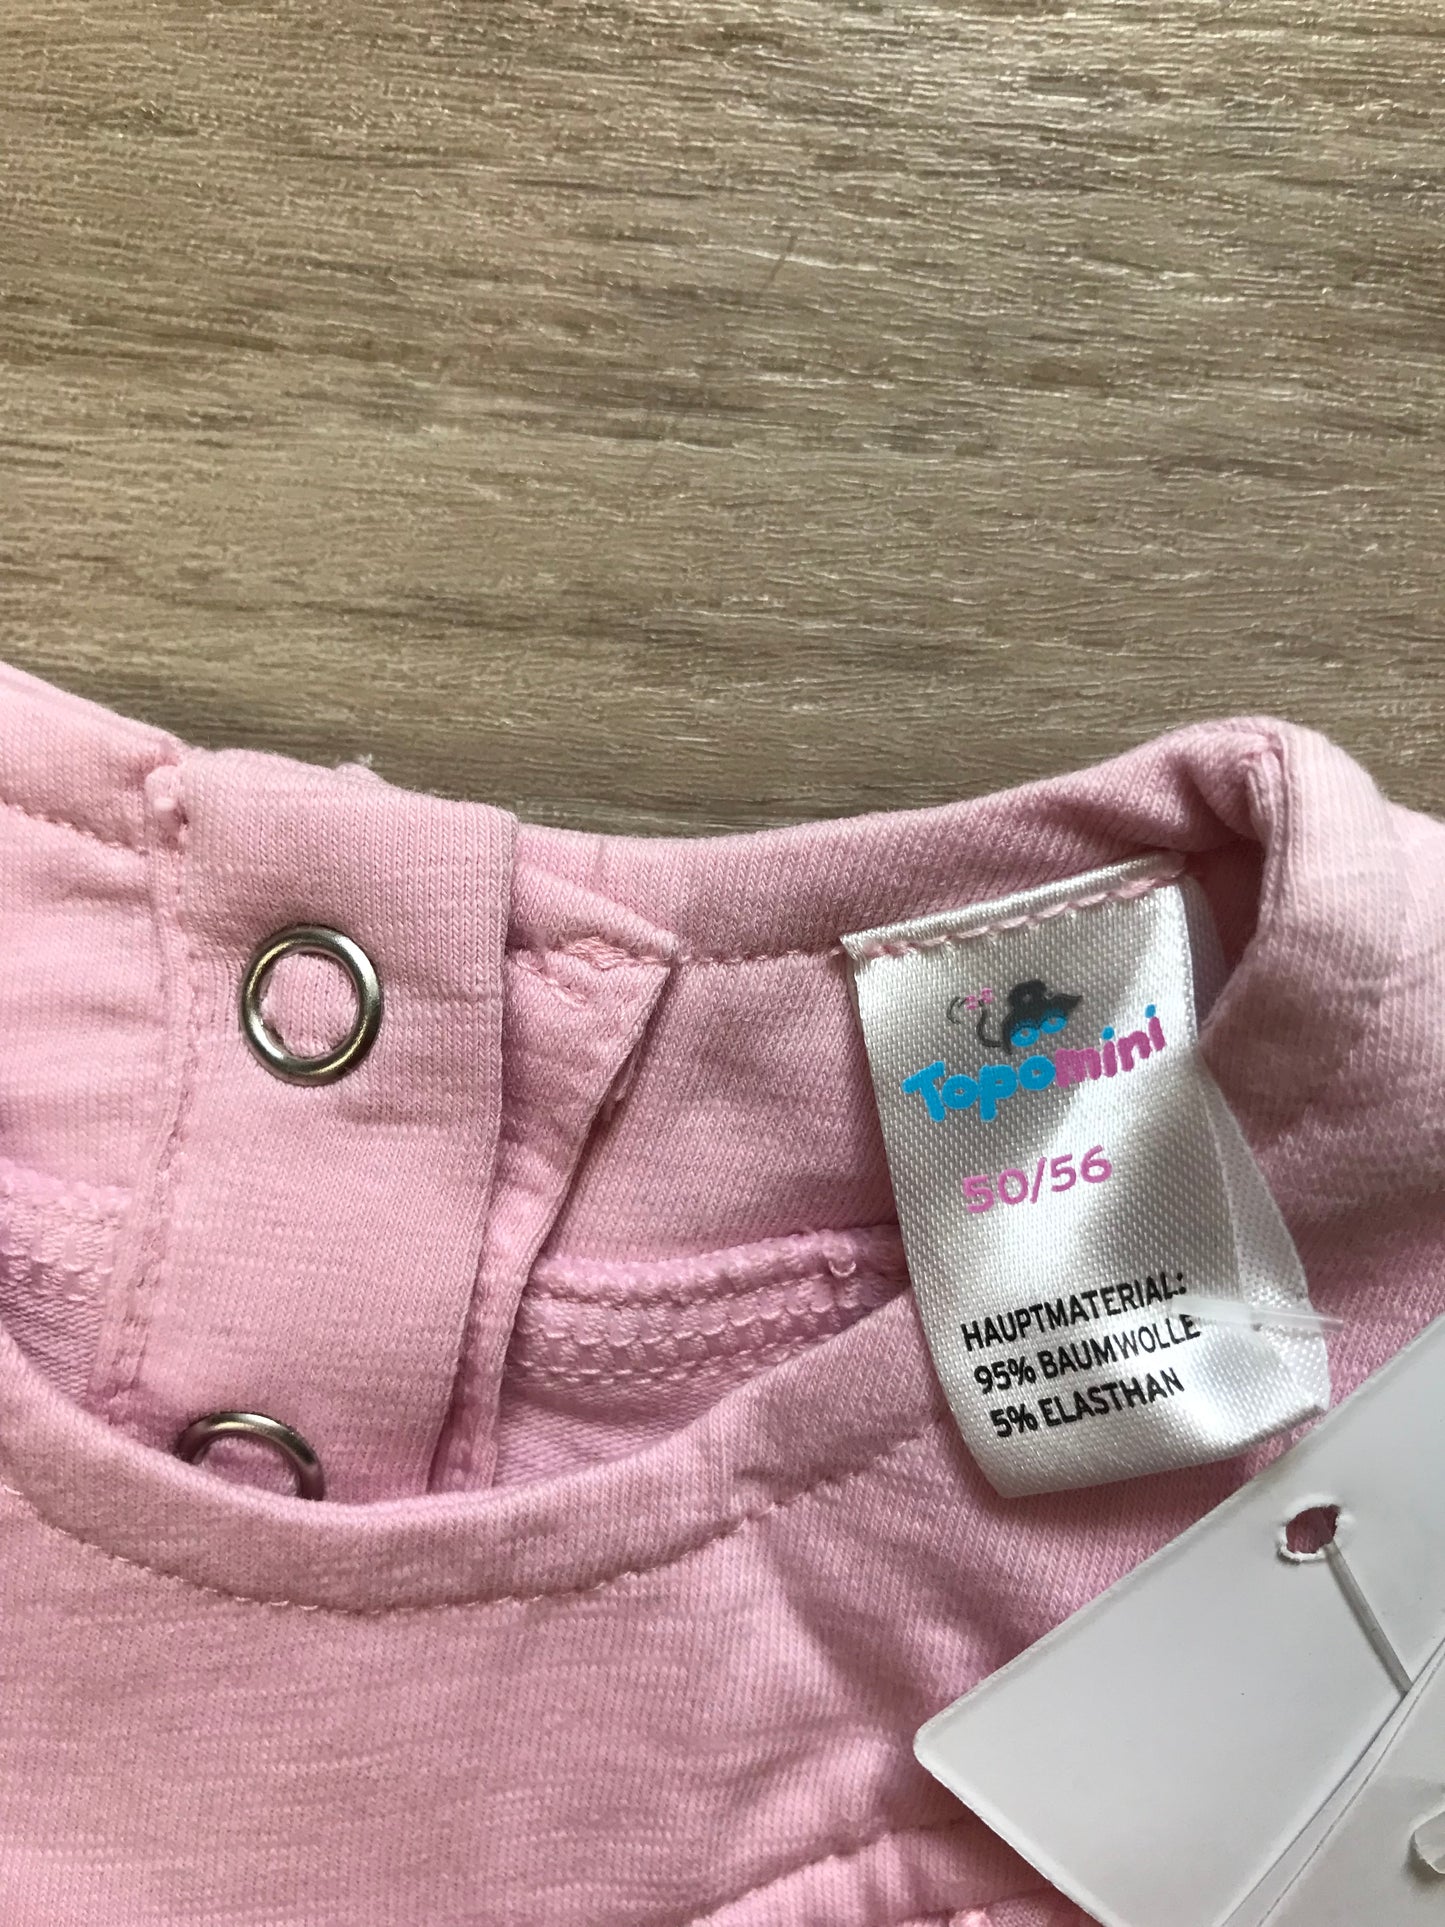 Topomini
50/56
HAUPTMATERIAL:
95% BAUMWOLLE
5% ELASTHAN